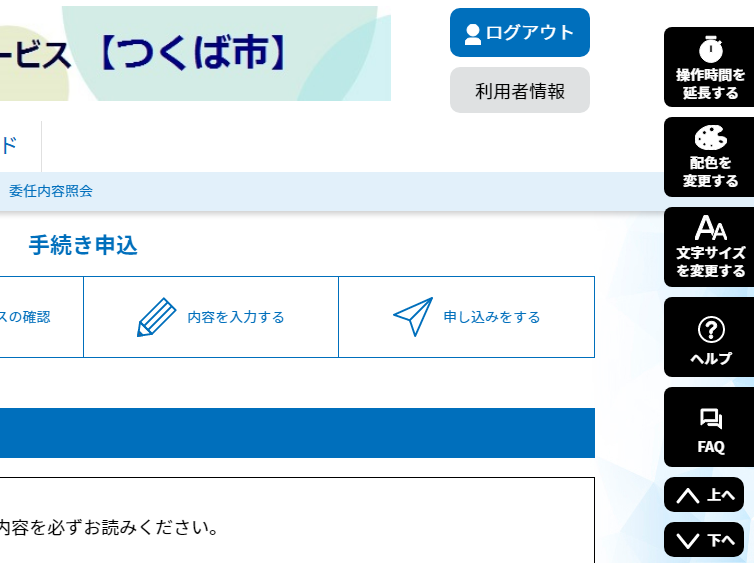 ービス【つくば市】
ログアウト
利用者情報
ド
委任内容照会
手続き申込
スの確認
内容を入力する
申し込みをする
内容を必ずお読みください。
操作時間を
延長する
配色を
変更する
文字サイズ
を変更する
ヘルプ
FAQ
上へ
下へ